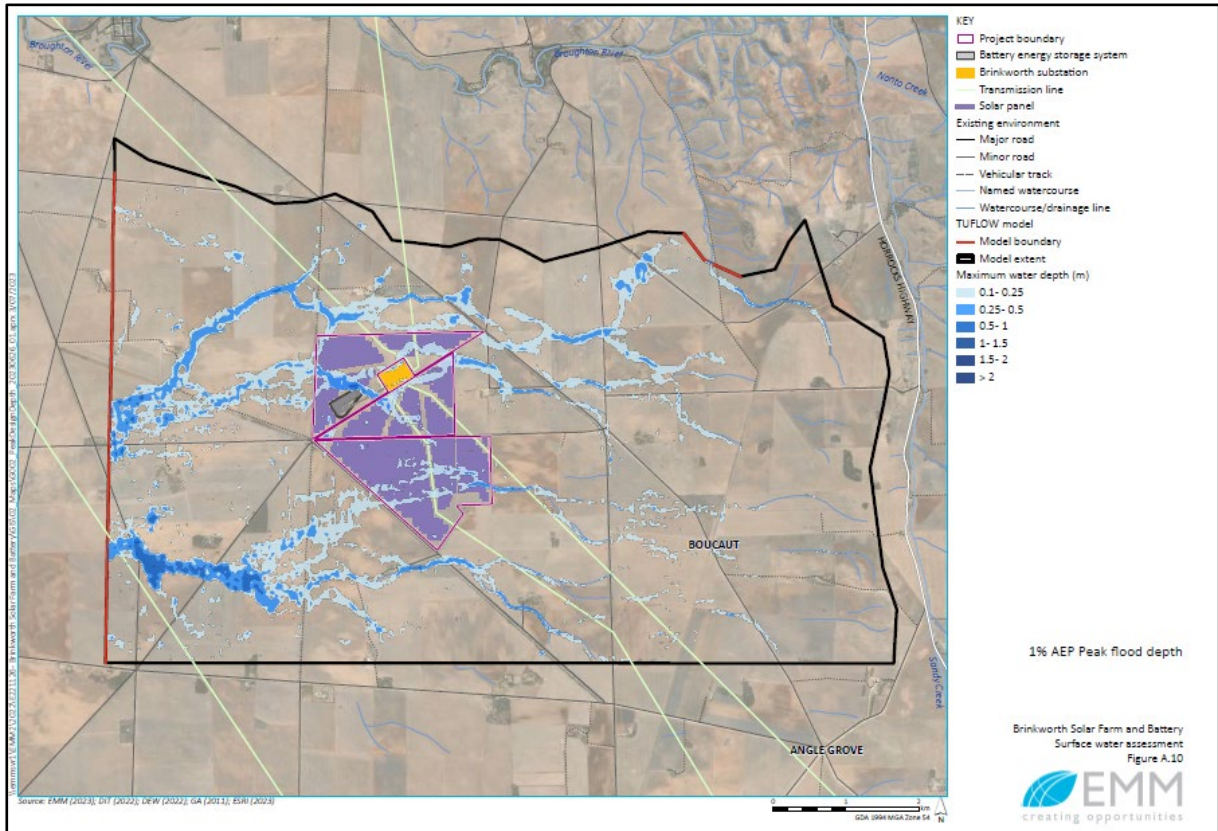 Broughton River
Broughton River
Nanto Creek
HORROCKS HIGHWAY
BOUCAUT
ANGLE GROVE
Sandy Creek
KEY
Project boundary
Battery energy storage system
Brinkworth substation
Transmission line
Solar panel
Existing environment
Major road
Minor road
Vehicular track
Named watercourse
Watercourse/drainage line
TUFLOW model
Model boundary
Model extent
Maximum water depth (m)
0.1- 0.25
0.25- 0.5
0.5- 1
1- 1.5
1.5- 2
> 2
1% AEP Peak flood depth
Brinkworth Solar Farm and Battery
Surface water assessment
Figure A.10
EMM
creating opportunities
Source: EMM (2023); DIT (2022); DEW (2022); GA (2011); ESRI (2023)
0 1 2
km
GDA 1994 MGA Zone 54
N